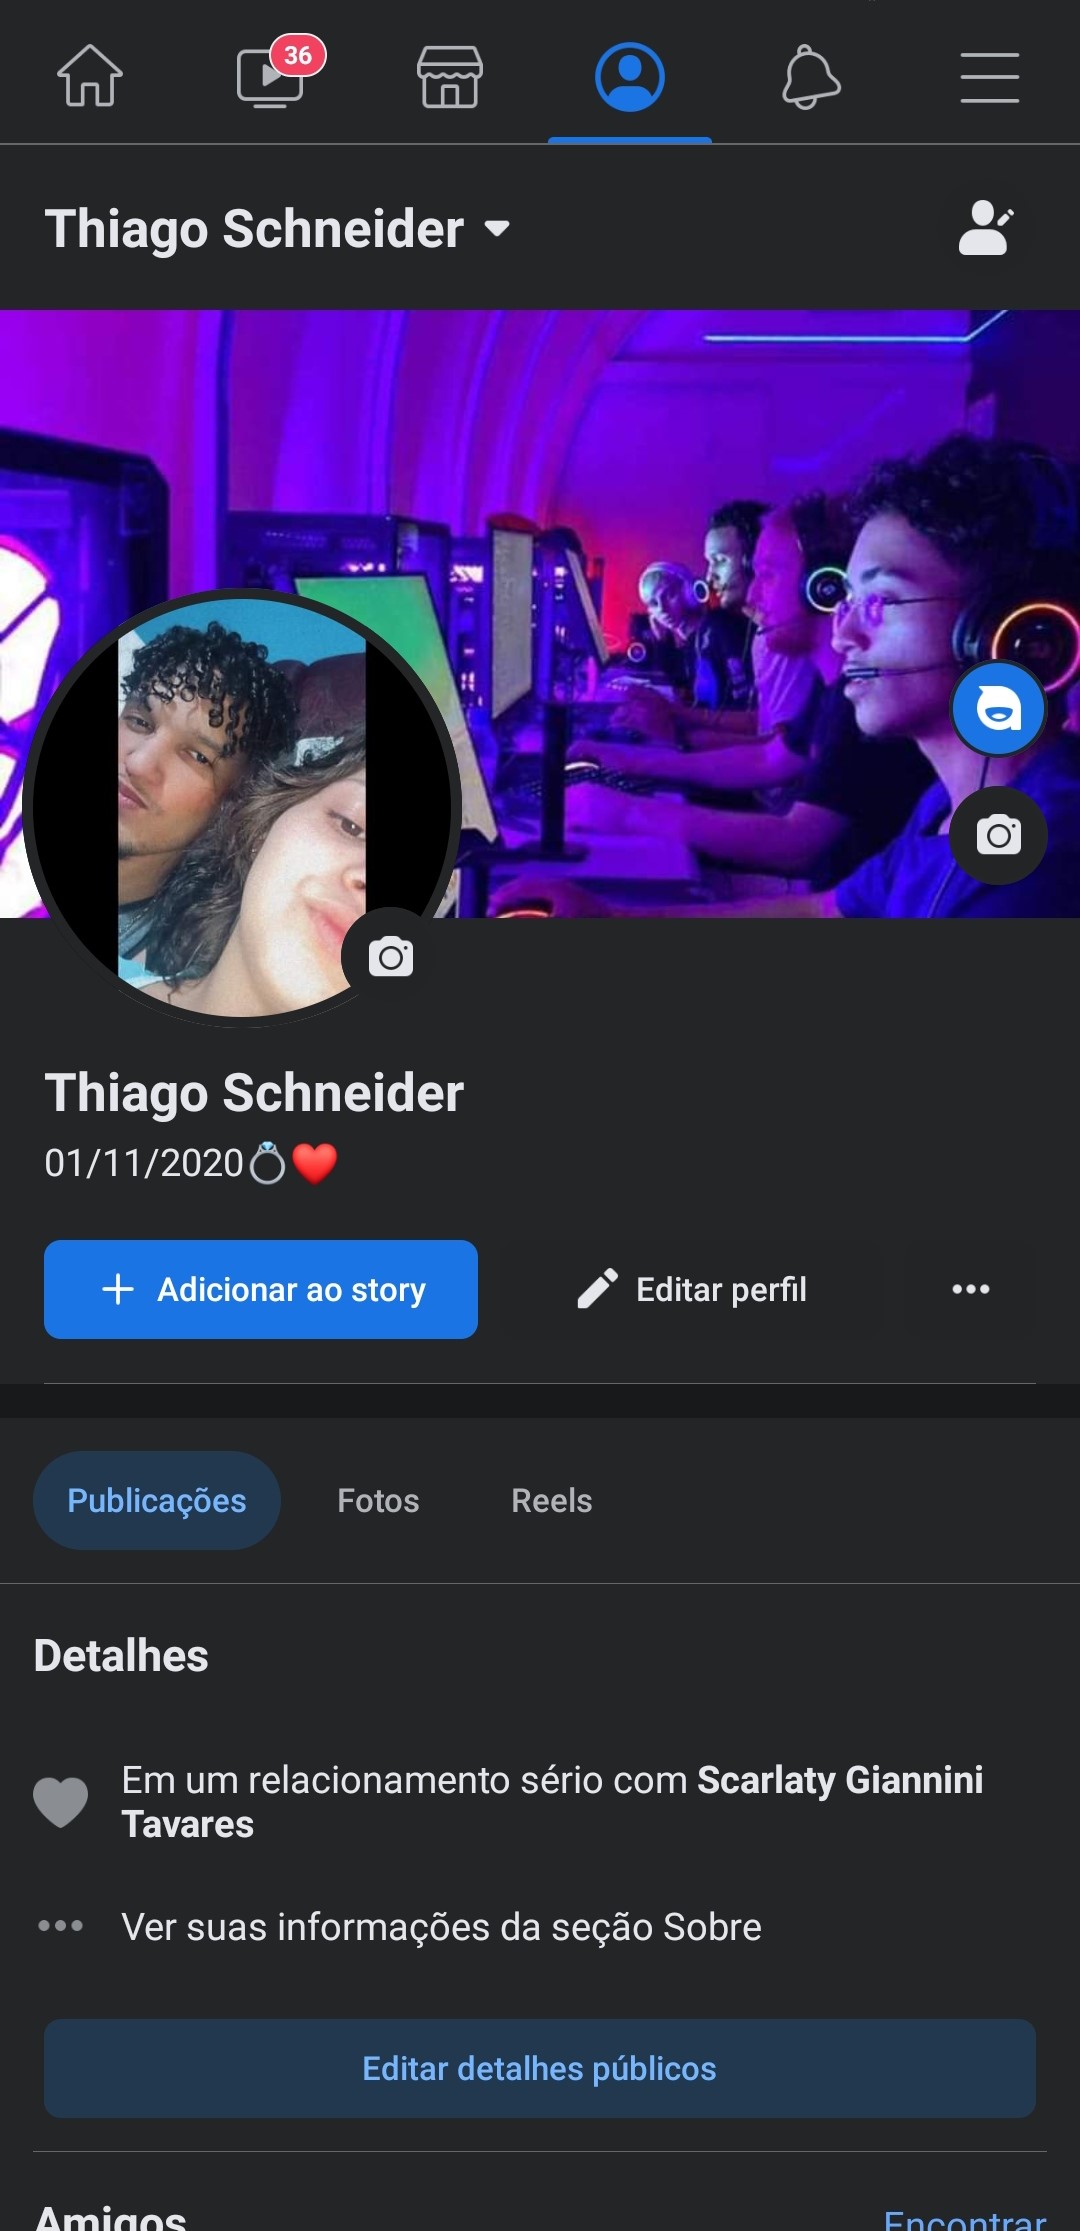 36
Thiago Schneider
Thiago Schneider
01/11/2020💍❤️
Adicionar ao story
Editar perfil
Publicações
Fotos
Reels
Detalhes
Em um relacionamento sério com Scarlaty Giannini
Tavares
Ver suas informações da seção Sobre
Editar detalhes públicos
Amigos
Encontrar